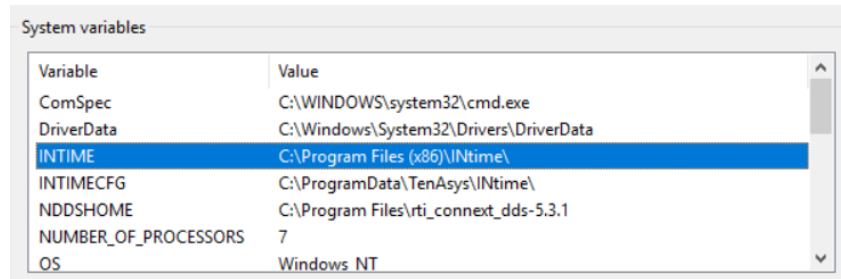 System variables
Variable Value
ComSpec C:\WINDOWS\system32\cmd.exe
DriverData C:\Windows\System32\Drivers\DriverData
INTIME C:\Program Files (x86)\INtime\
INTIMECFG C:\ProgramData\TenAsys\INtime\
NDDSHOME C:\Program Files\rti_connext_dds-5.3.1
NUMBER_OF_PROCESSORS 7
OS Windows_NT